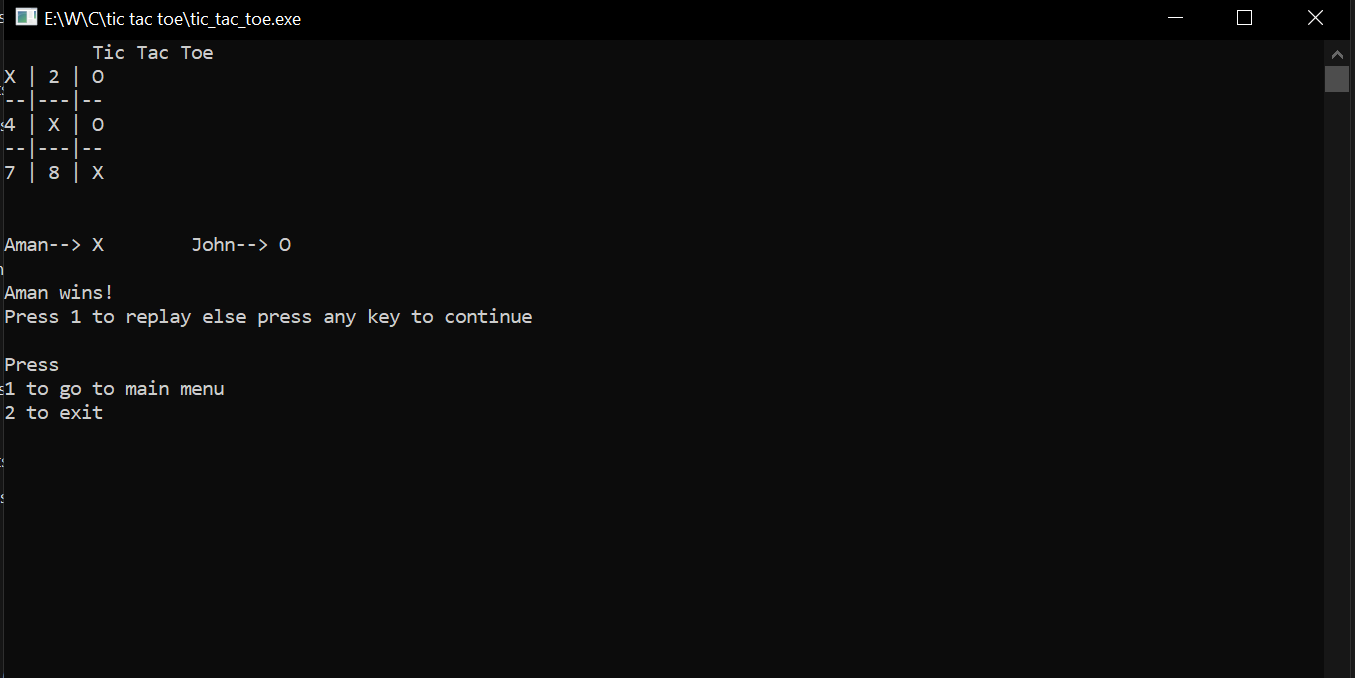 E:\W\C\tic tac toe\tic_tac_toe.exe
Tic Tac Toe
X | 2 | O
--|---|--
4 | X | O
--|---|--
7 | 8 | X
Aman--> X        John--> O
Aman wins!
Press 1 to replay else press any key to continue
Press
1 to go to main menu
2 to exit